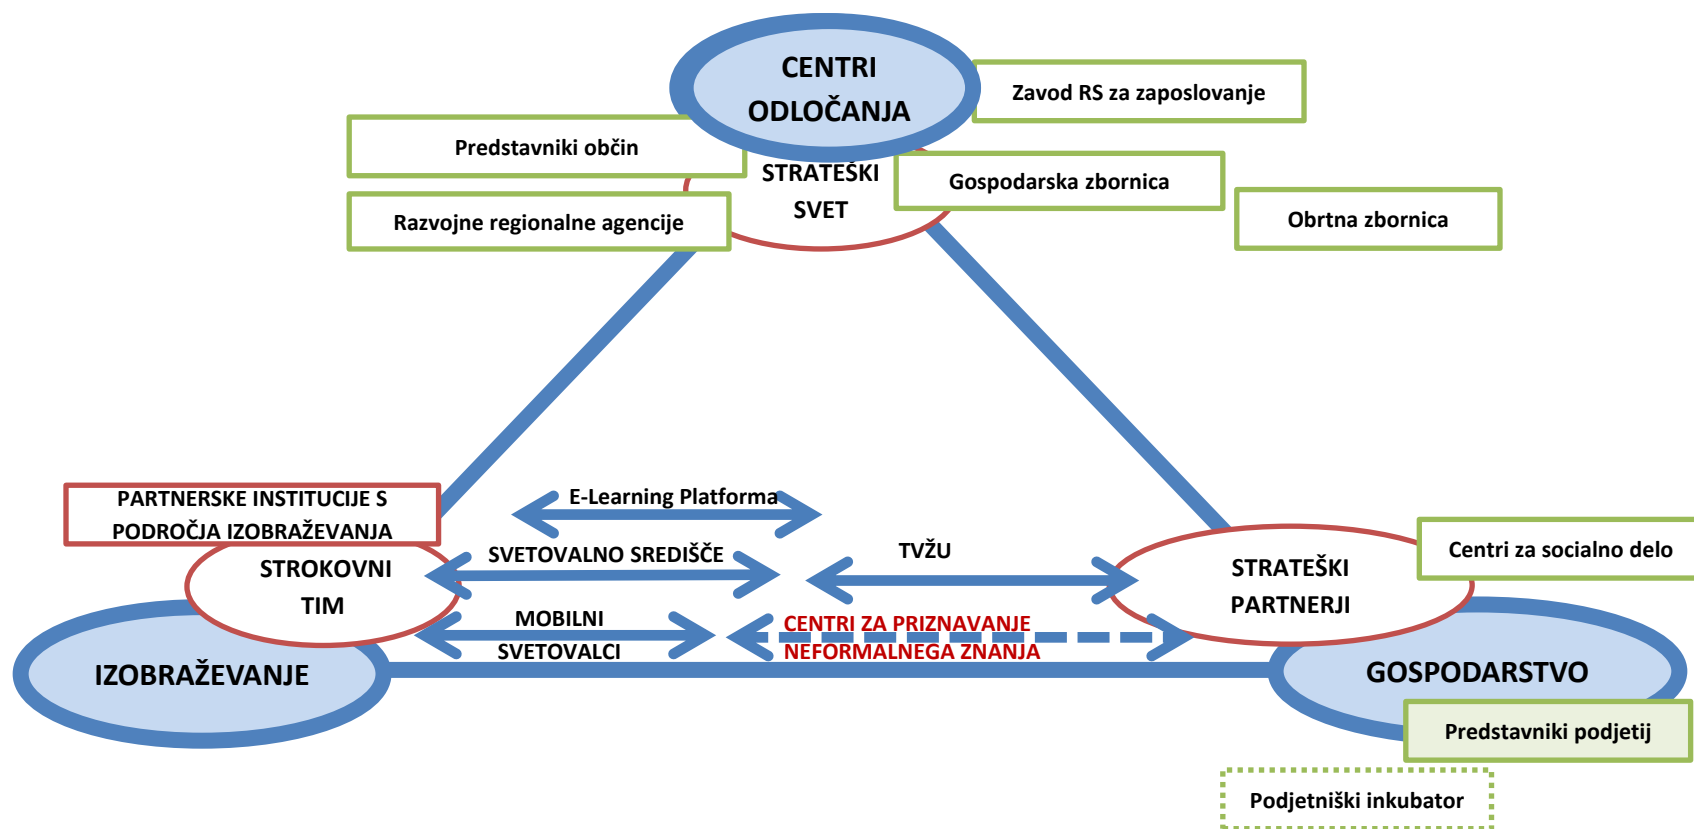 CENTRI
ODLOČANJA
Zavod RS za zaposlovanje
Predstavniki občin
STRATEŠKI
SVET
Gospodarska zbornica
Razvojne regionalne agencije
Obrtna zbornica
PARTNERSKE INSTITUCIJE S
PODROČJA IZOBRAŽEVANJA
E-Learning Platforma
SVETOVALNO SREDIŠČE
TVŽU
Centri za socialno delo
STROKOVNI
TIM
STRATEŠKI
PARTNERJI
MOBILNI
SVETOVALCI
CENTRI ZA PRIZNAVANJE
NEFORMALNEGA ZNANJA
IZOBRAŽEVANJE
GOSPODARSTVO
Predstavniki podjetij
Podjetniški inkubator